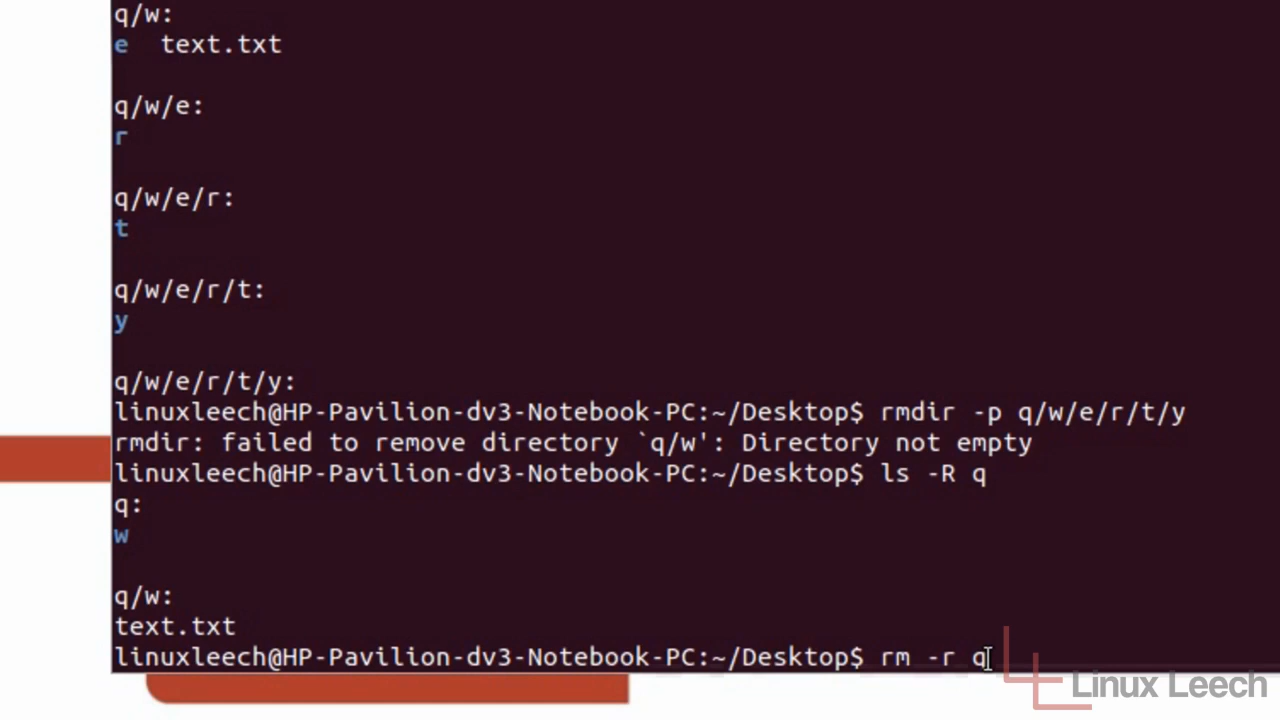 q/w:
e  text.txt
q/w/e:
r
q/w/e/r:
t
q/w/e/r/t:
y
q/w/e/r/t/y:
linuxleech@HP-Pavilion-dv3-Notebook-PC:~/Desktop$ rmdir -p q/w/e/r/t/y
rmdir: failed to remove directory `q/w': Directory not empty
linuxleech@HP-Pavilion-dv3-Notebook-PC:~/Desktop$ ls -R q
q:
w
q/w:
text.txt
linuxleech@HP-Pavilion-dv3-Notebook-PC:~/Desktop$ rm -r q
Linux Leech